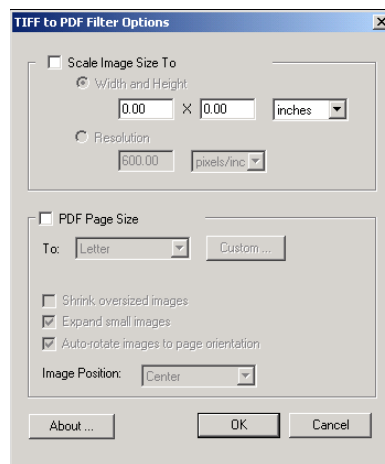 TIFF to PDF Filter Options
Scale Image Size To
Width and Height
0.00 X 0.00 inches
Resolution
600.00 pixels/inc
PDF Page Size
To: Letter Custom ...
Shrink oversized images
Expand small images
Auto-rotate images to page orientation
Image Position: Center
About ... OK Cancel